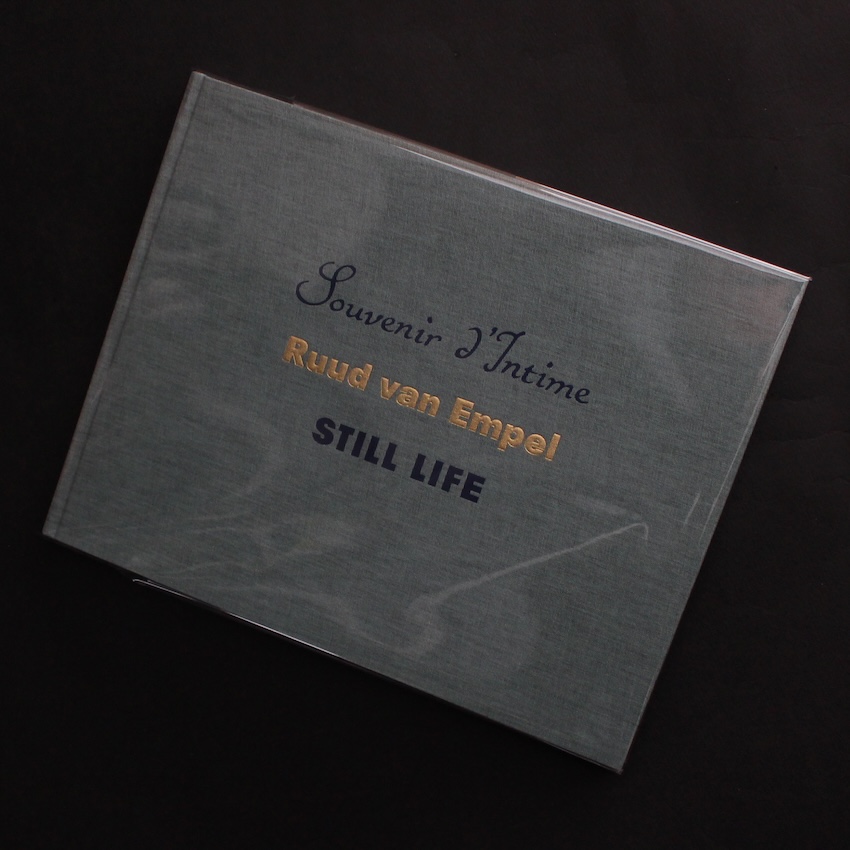 Souvenir d'Intime
Ruud van Empel
STILL LIFE